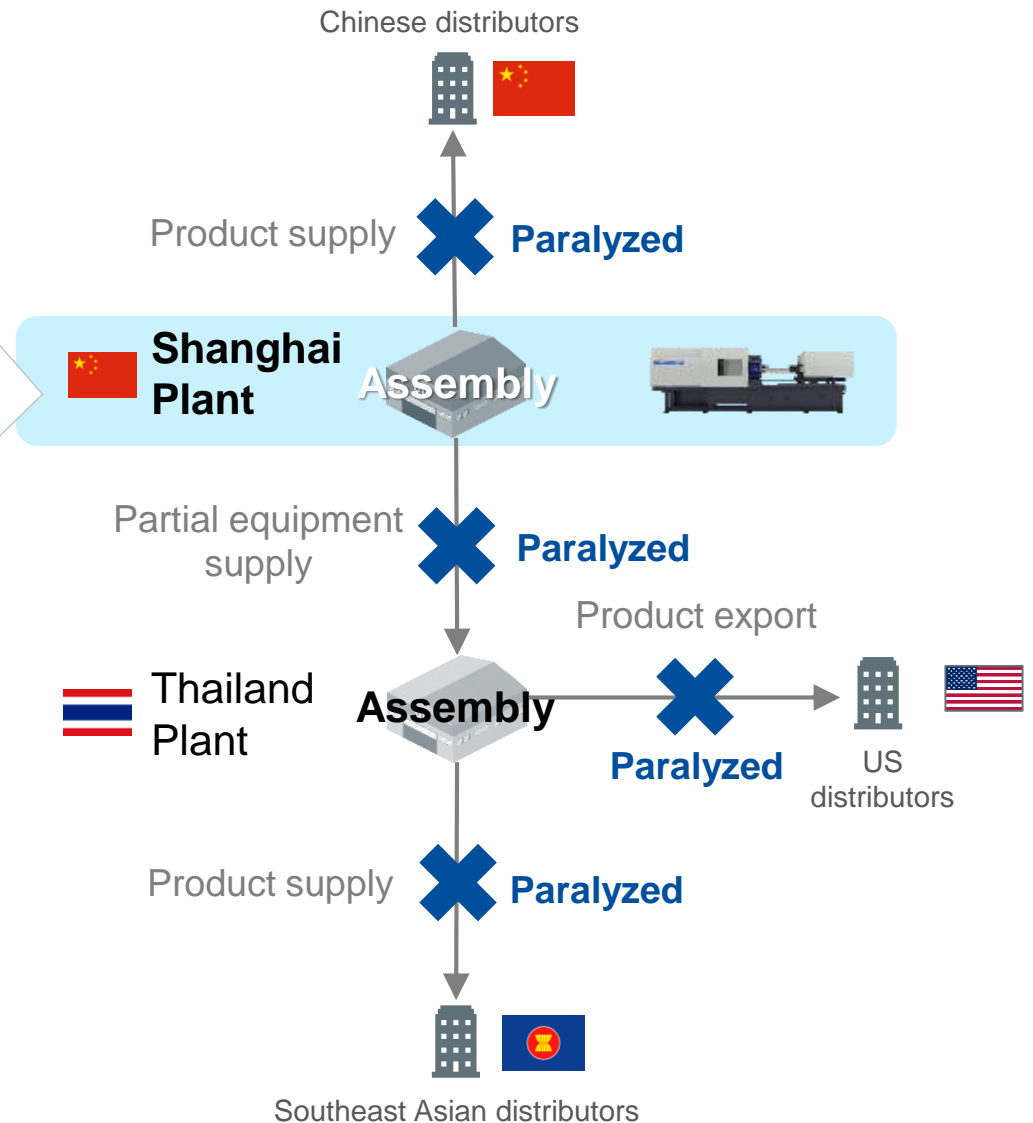 Chinese distributors
Product supply
Paralyzed
Shanghai
Plant
Assembly
Partial equipment
supply
Paralyzed
Product export
Thailand
Plant
Assembly
Paralyzed
US
distributors
Product supply
Paralyzed
Southeast Asian distributors